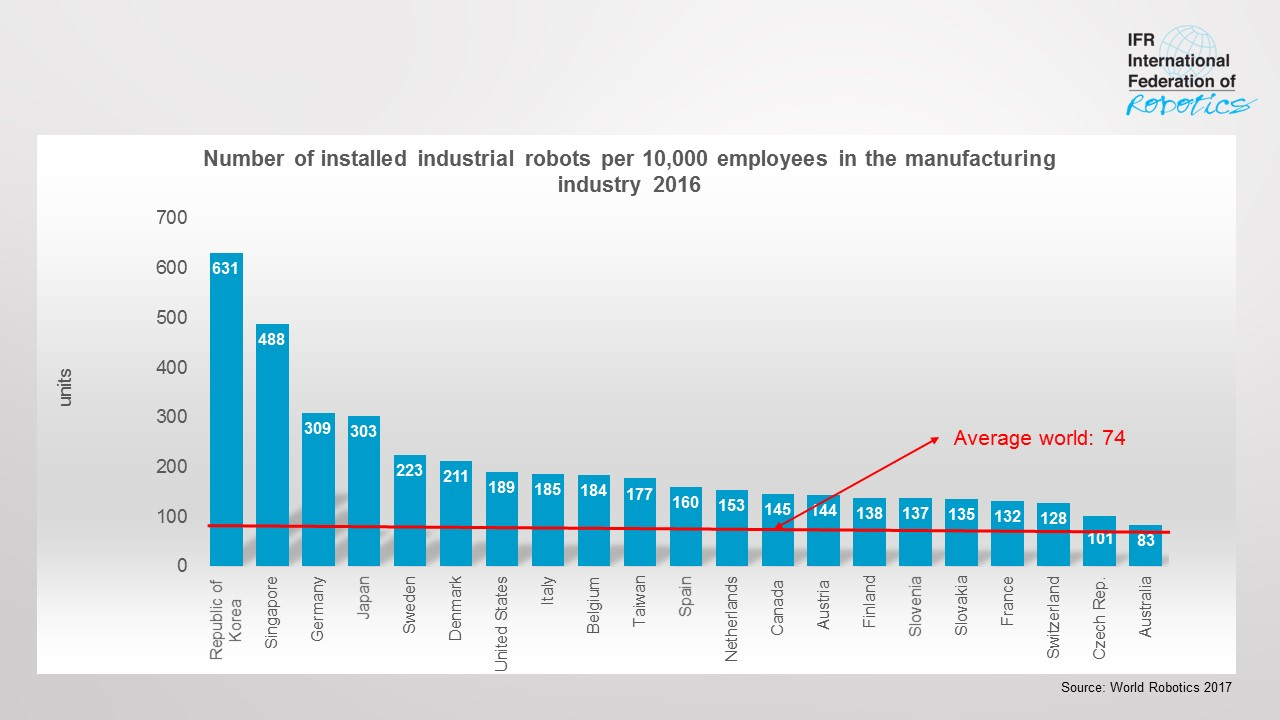 IFR
International
Federation of
Robotics
Number of installed industrial robots per 10,000 employees in the manufacturing
industry 2016
units
700
600
500
400
300
200
100
0
631
488
309
303
223
211
189
185
184
177
160
153
145
144
138
137
135
132
128
101
83
Average world: 74
Republic of
Korea
Singapore
Germany
Japan
Sweden
Denmark
United States
Italy
Belgium
Taiwan
Spain
Netherlands
Canada
Austria
Finland
Slovenia
Slovakia
France
Switzerland
Czech Rep.
Australia
Source: World Robotics 2017